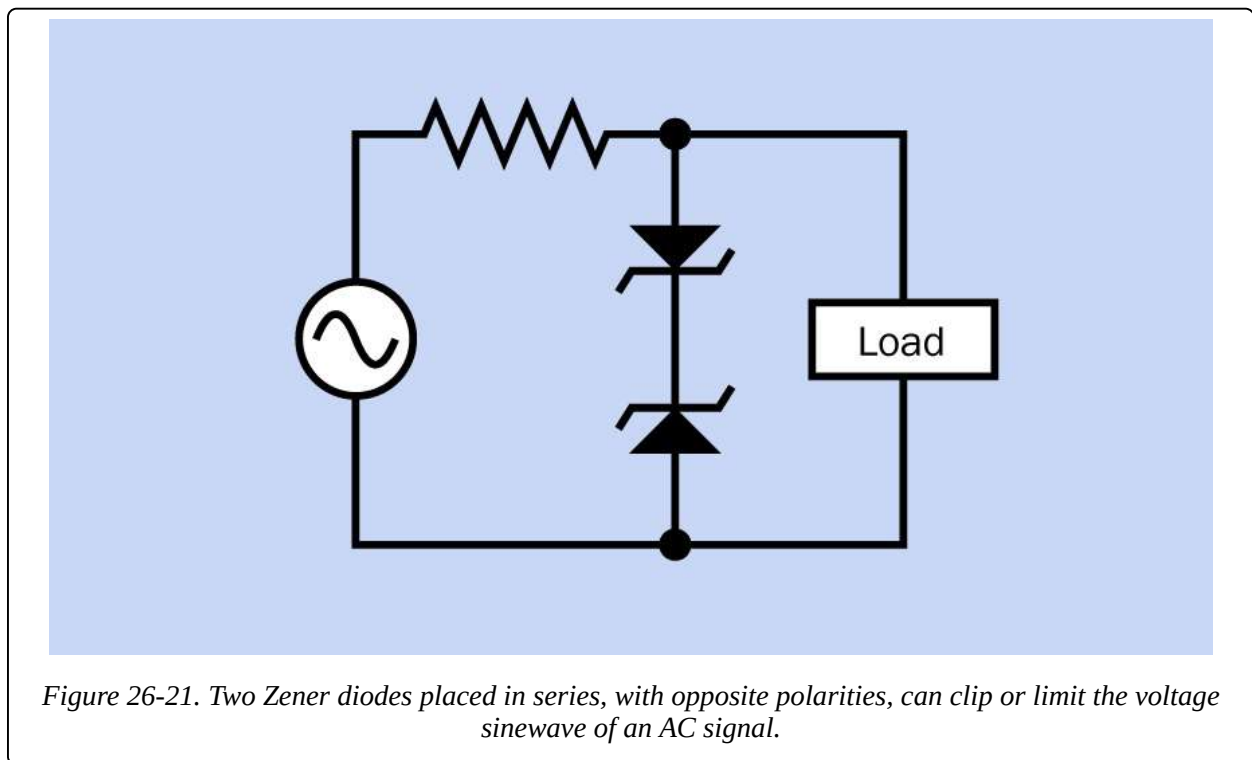 Load
Figure 26-21. Two Zener diodes placed in series, with opposite polarities, can clip or limit the voltage
sinewave of an AC signal.